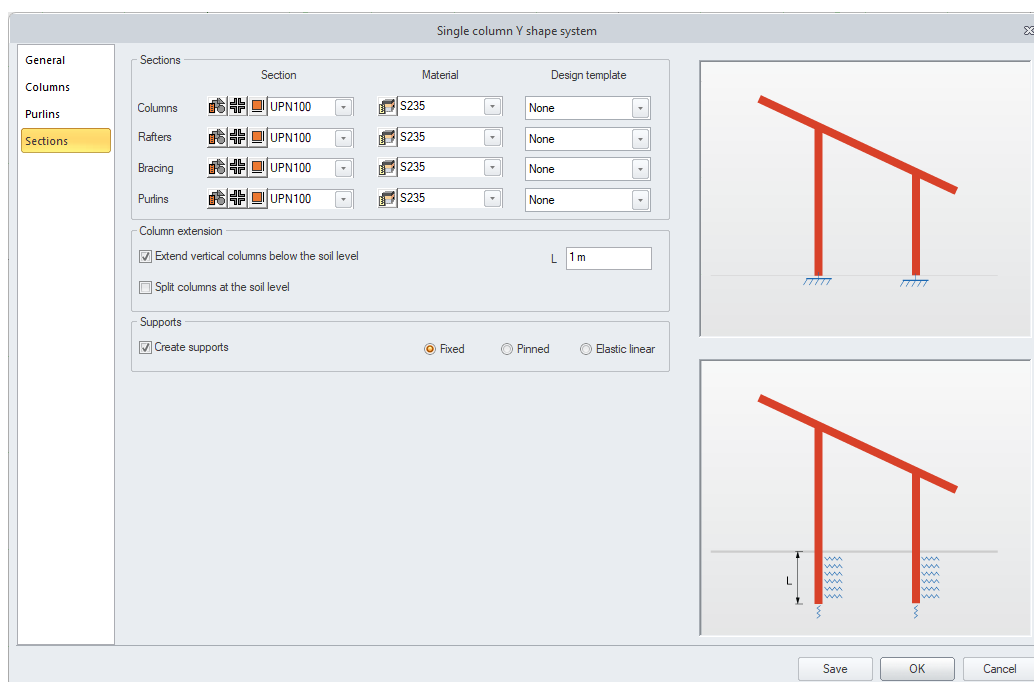 Single column Y shape system
General
Columns
Purlins
Sections
Sections
Section Material Design template
Columns UPN100 S235 None
Rafters UPN100 S235 None
Bracing UPN100 S235 None
Purlins UPN100 S235 None
Column extension
Extend vertical columns below the soil level L 1 m
Split columns at the soil level
Supports
Create supports Fixed Pinned Elastic linear
L
Save OK Cancel